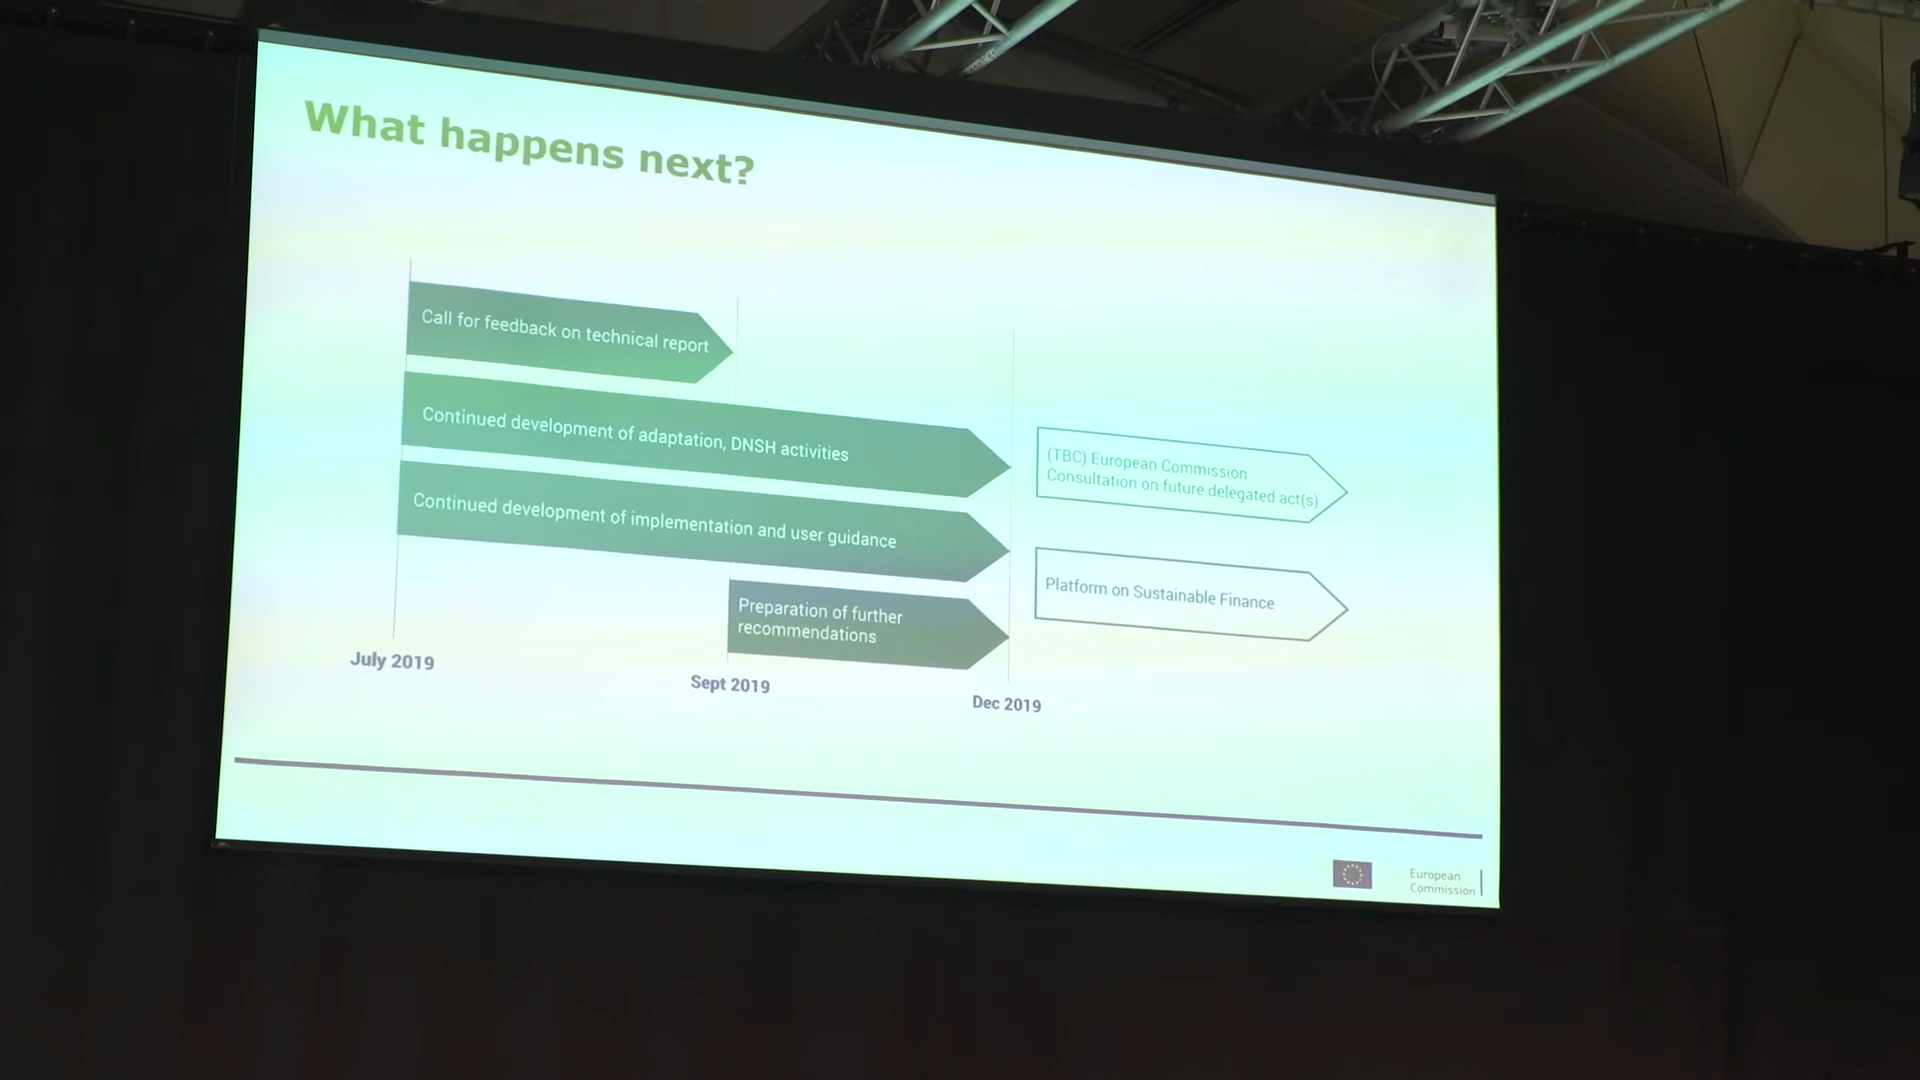 What happens next?
Call for feedback on technical report
Continued development of adaptation, DNSH activities
(TBC) European Commission
Consultation on future delegated act(s)
Continued development of implementation and user guidance
Platform on Sustainable Finance
Preparation of further
recommendations
July 2019
Sept 2019
Dec 2019
European
Commission